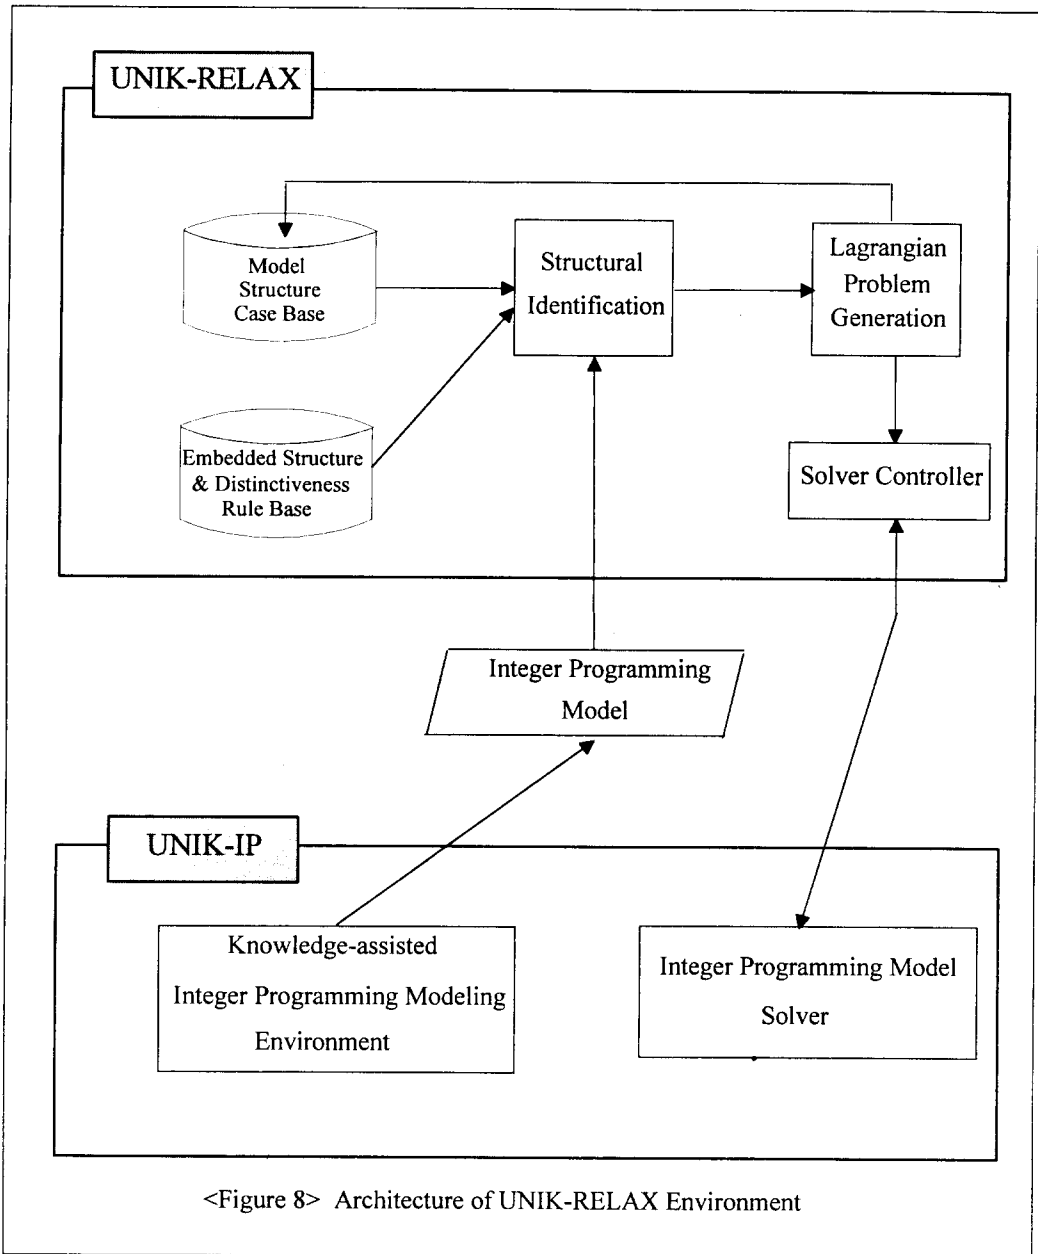 UNIK-RELAX
Model
Structure
Case Base
Structural
Identification
Lagrangian
Problem
Generation
Embedded Structure
& Distinctiveness
Rule Base
Solver Controller
Integer Programming
Model
UNIK-IP
Knowledge-assisted
Integer Programming Modeling
Environment
Integer Programming Model
Solver
<Figure 8> Architecture of UNIK-RELAX Environment